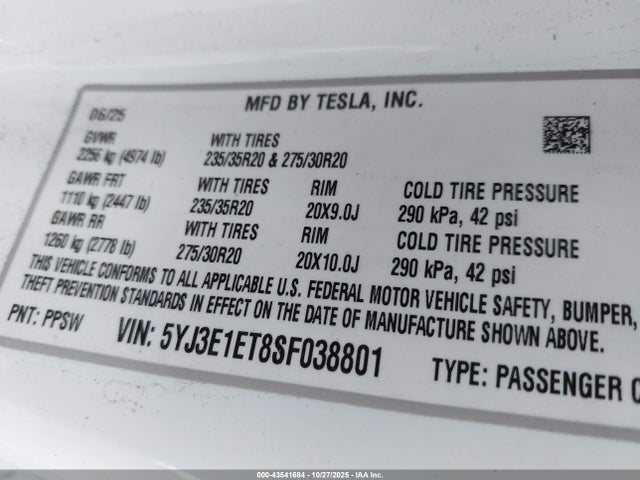 MFD BY TESLA, INC.
06/25
GVWR
2256 kg (4974 lb)
WITH TIRES
235/35R20 & 275/30R20
GAWR FRT
1110 kg (2447 lb)
WITH TIRES
235/35R20
RIM
20X9.0J
COLD TIRE PRESSURE
290 kPa, 42 psi
GAWR RR
1260 kg (2778 lb)
WITH TIRES
275/30R20
RIM
20X10.0J
COLD TIRE PRESSURE
290 kPa, 42 psi
THIS VEHICLE CONFORMS TO ALL APPLICABLE U.S. FEDERAL MOTOR VEHICLE SAFETY, BUMPER,
THEFT PREVENTION STANDARDS IN EFFECT ON THE DATE OF MANUFACTURE SHOWN ABOVE.
PNT: PPSW VIN: 5YJ3E1ET8SF038801 TYPE: PASSENGER C
000-43541684 | 10/27/2025 | IAA Inc.